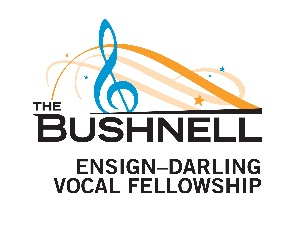 THE
BUSHNELL
ENSIGN–DARLING
VOCAL FELLOWSHIP